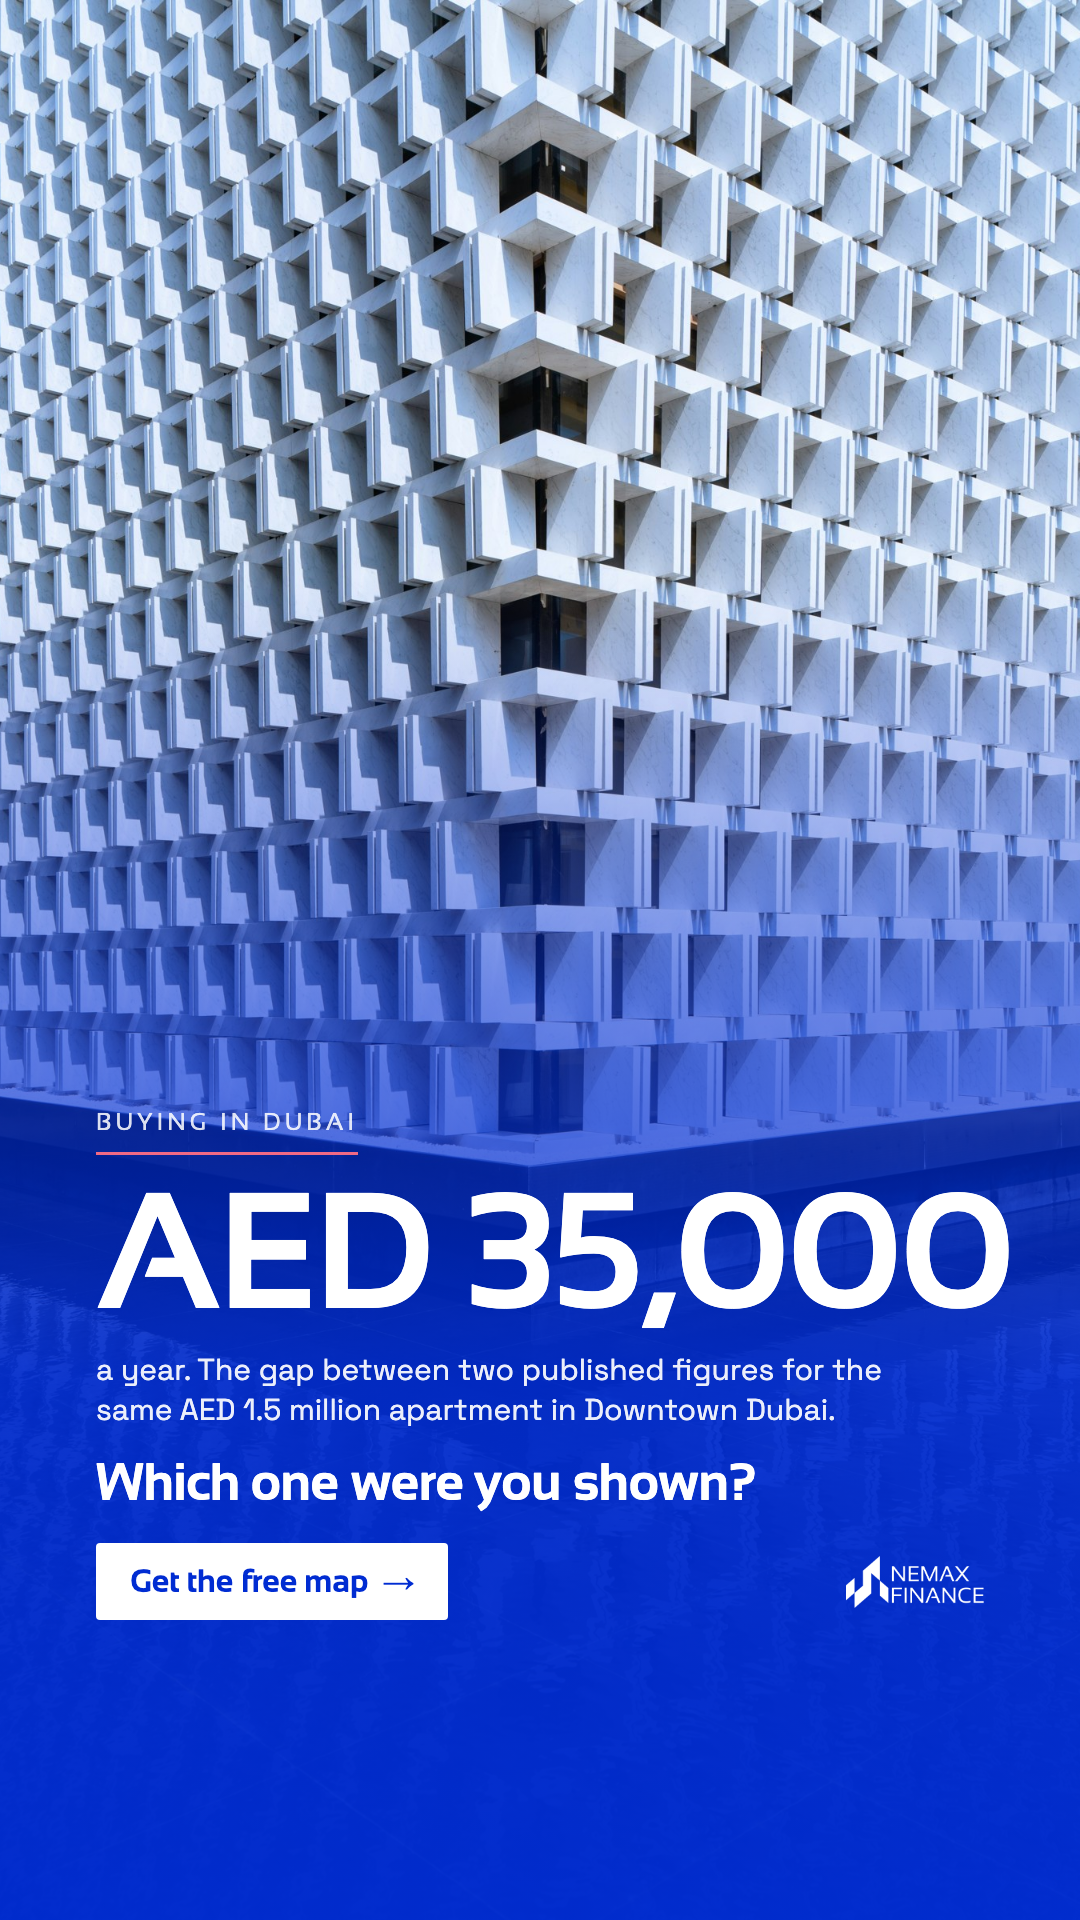 BUYING IN DUBAI
AED 35,000
a year. The gap between two published figures for the
same AED 1.5 million apartment in Downtown Dubai.
Which one were you shown?
Get the free map →
NEMAX
FINANCE